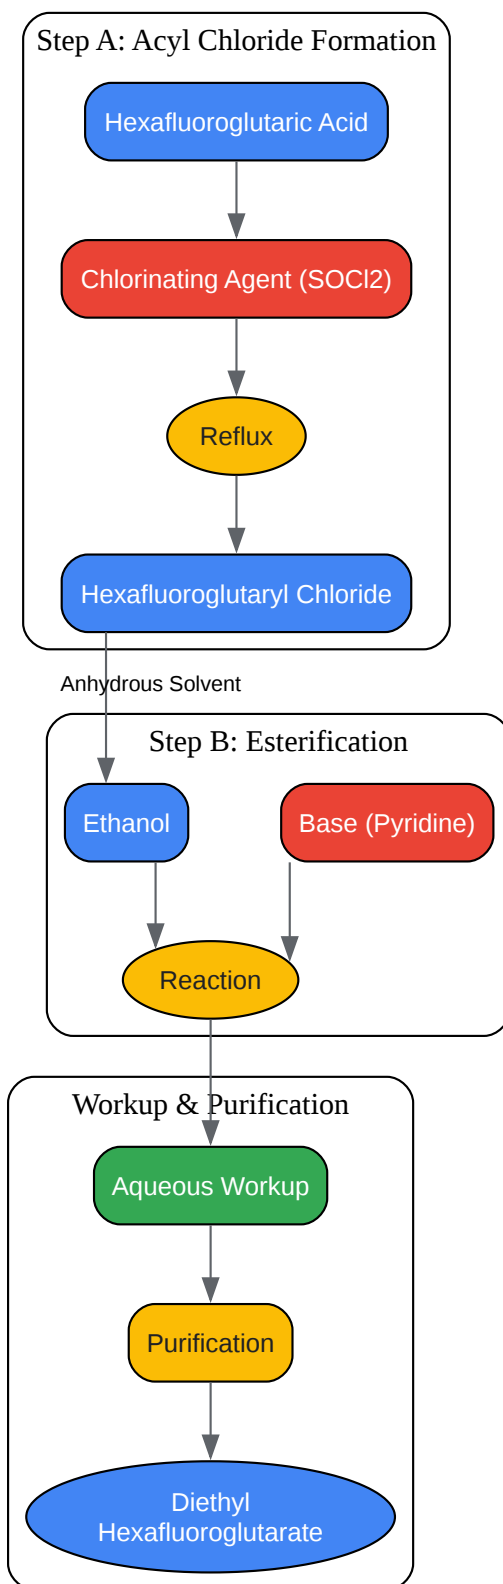 Step A: Acyl Chloride Formation
Hexafluoroglutaric Acid
Chlorinating Agent (SOCl2)
Reflux
Hexafluoroglutaryl Chloride
Anhydrous Solvent
Step B: Esterification
Ethanol
Base (Pyridine)
Reaction
Workup & Purification
Aqueous Workup
Purification
Diethyl
Hexafluoroglutarate